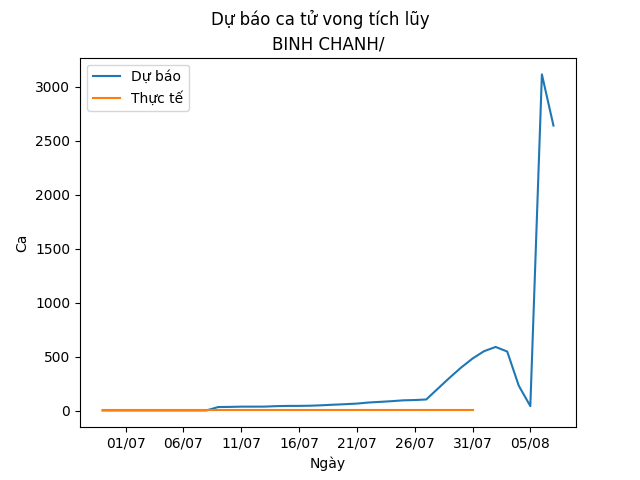 Dự báo ca tử vong tích lũy
BINH CHANH/
Dự báo
Thực tế
3000
2500
2000
1500
1000
500
0
Ca
01/07 06/07 11/07 16/07 21/07 26/07 31/07 05/08
Ngày